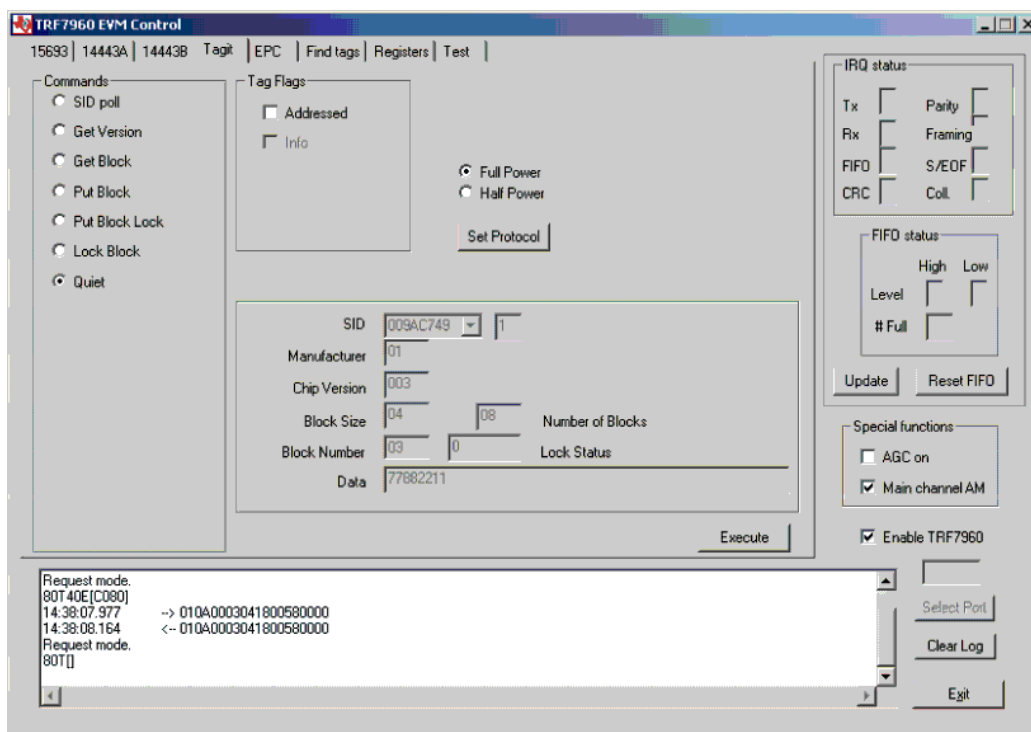 TRF7960 EVM Control
15693 14443A 14443B Tagit EPC Find tags Registers Test
Commands
SID poll
Get Version
Get Block
Put Block
Put Block Lock
Lock Block
Quiet
Tag Flags
Addressed
Info
Full Power
Half Power
Set Protocol
SID 009AC749 1
Manufacturer 01
Chip Version 003
Block Size 04 08 Number of Blocks
Block Number 03 0 Lock Status
Data 77882211
Execute
IRQ status
Tx Parity
Rx Framing
FIFO S/EOF
CRC Coll.
FIFO status
High Low
Level
# Full
Update Reset FIFO
Special functions
AGC on
Main channel AM
Enable TRF7960
Select Port
Clear Log
Exit
Request mode.
80T40E[C080]
14:38:07.977 --> 010A0003041800580000
14:38:08.164 <-- 010A0003041800580000
Request mode.
80T[]